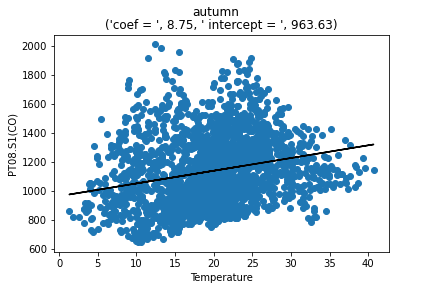 autumn
('coef = ', 8.75, ' intercept = ', 963.63)
2000
1800
1600
1400
1200
1000
800
600
PT08.S1(CO)
0 5 10 15 20 25 30 35 40
Temperature